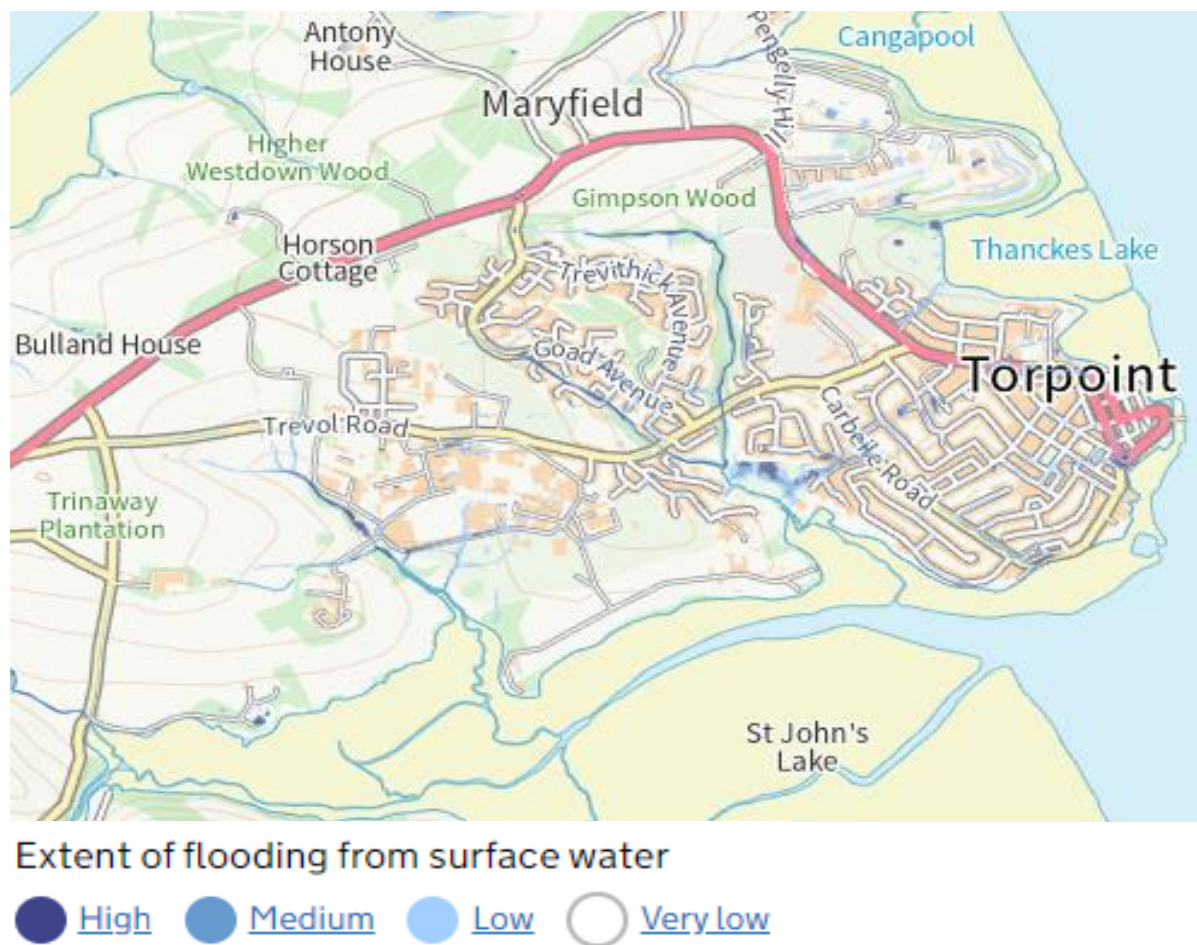 Antony
House
Pengelly Hill
Cangapool
Maryfield
Higher
Westdown Wood
Gimpson Wood
Horson
Cottage
Thanckes Lake
Trevithick Avenue
Bulland House
Goad Avenue
Torpoint
Carbeile Road
Trevol Road
Trinaway
Plantation
St John's
Lake
Extent of flooding from surface water
High Medium Low Very low